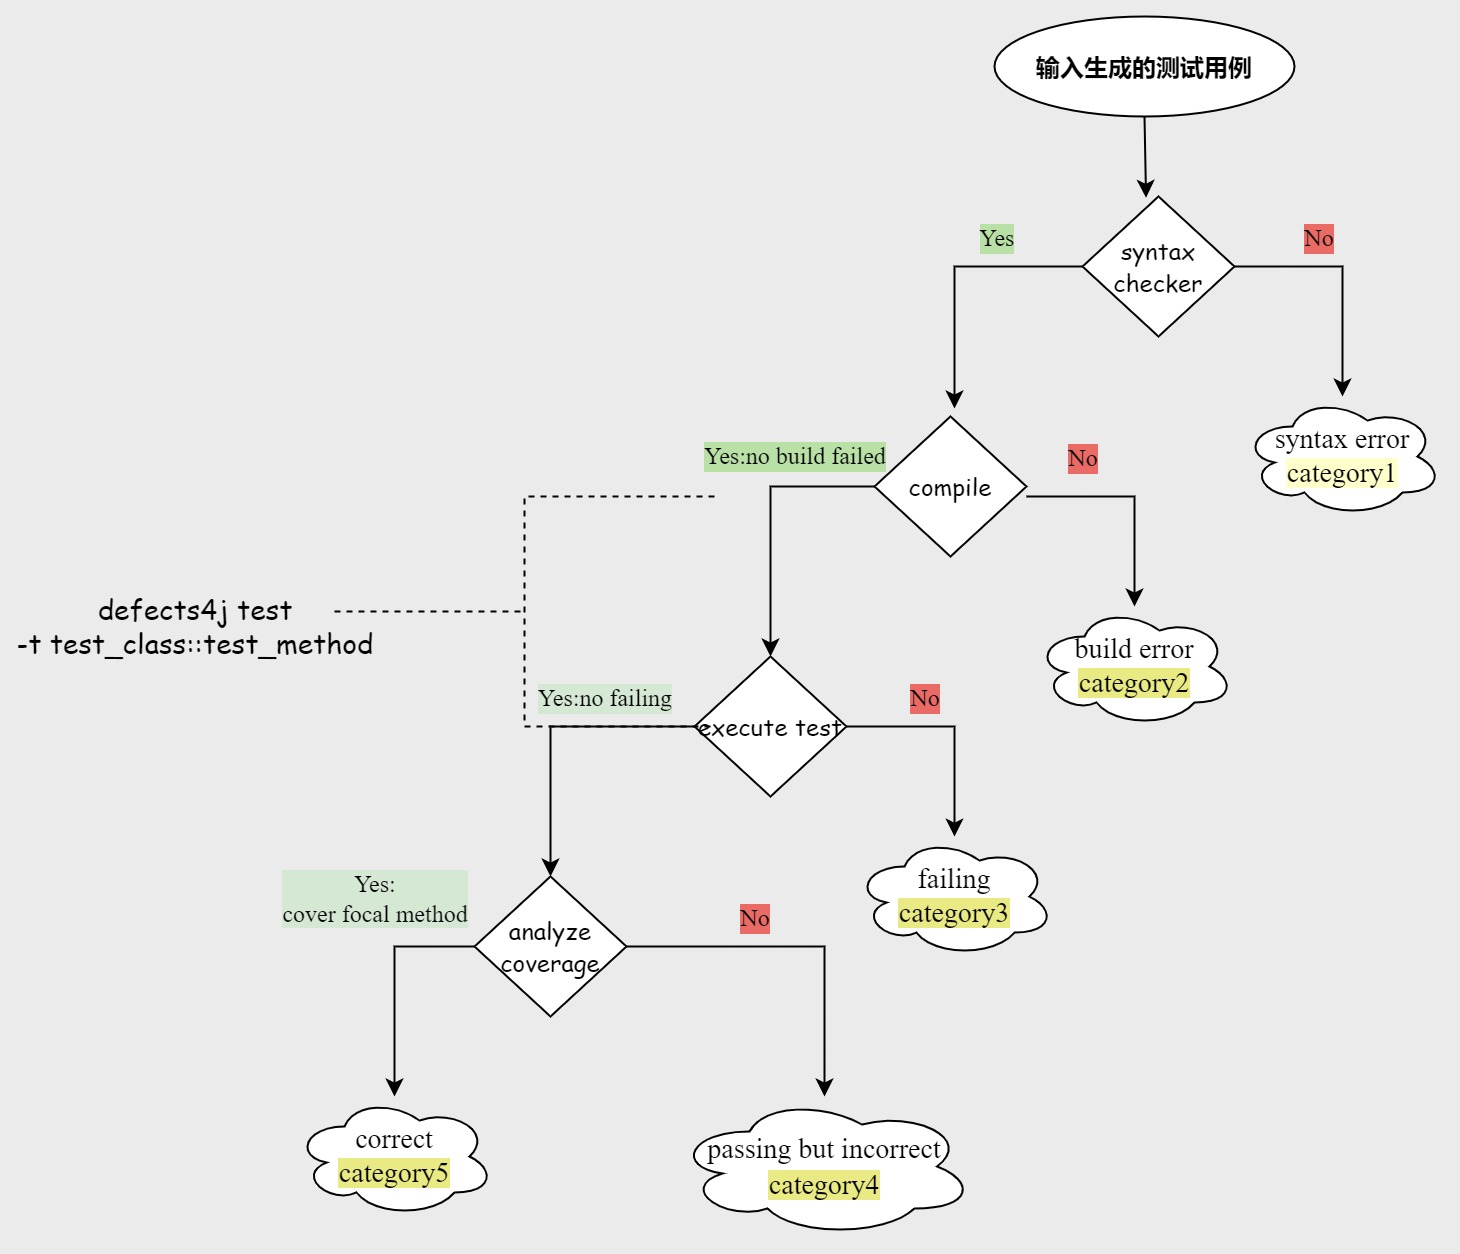 输入生成的测试用例
Yes
No
syntax
checker
syntax error
category1
Yes:no build failed
No
compile
defects4j test
-t test_class::test_method
build error
category2
Yes:no failing
No
execute test
failing
category3
Yes:
cover focal method
No
analyze
coverage
correct
category5
passing but incorrect
category4